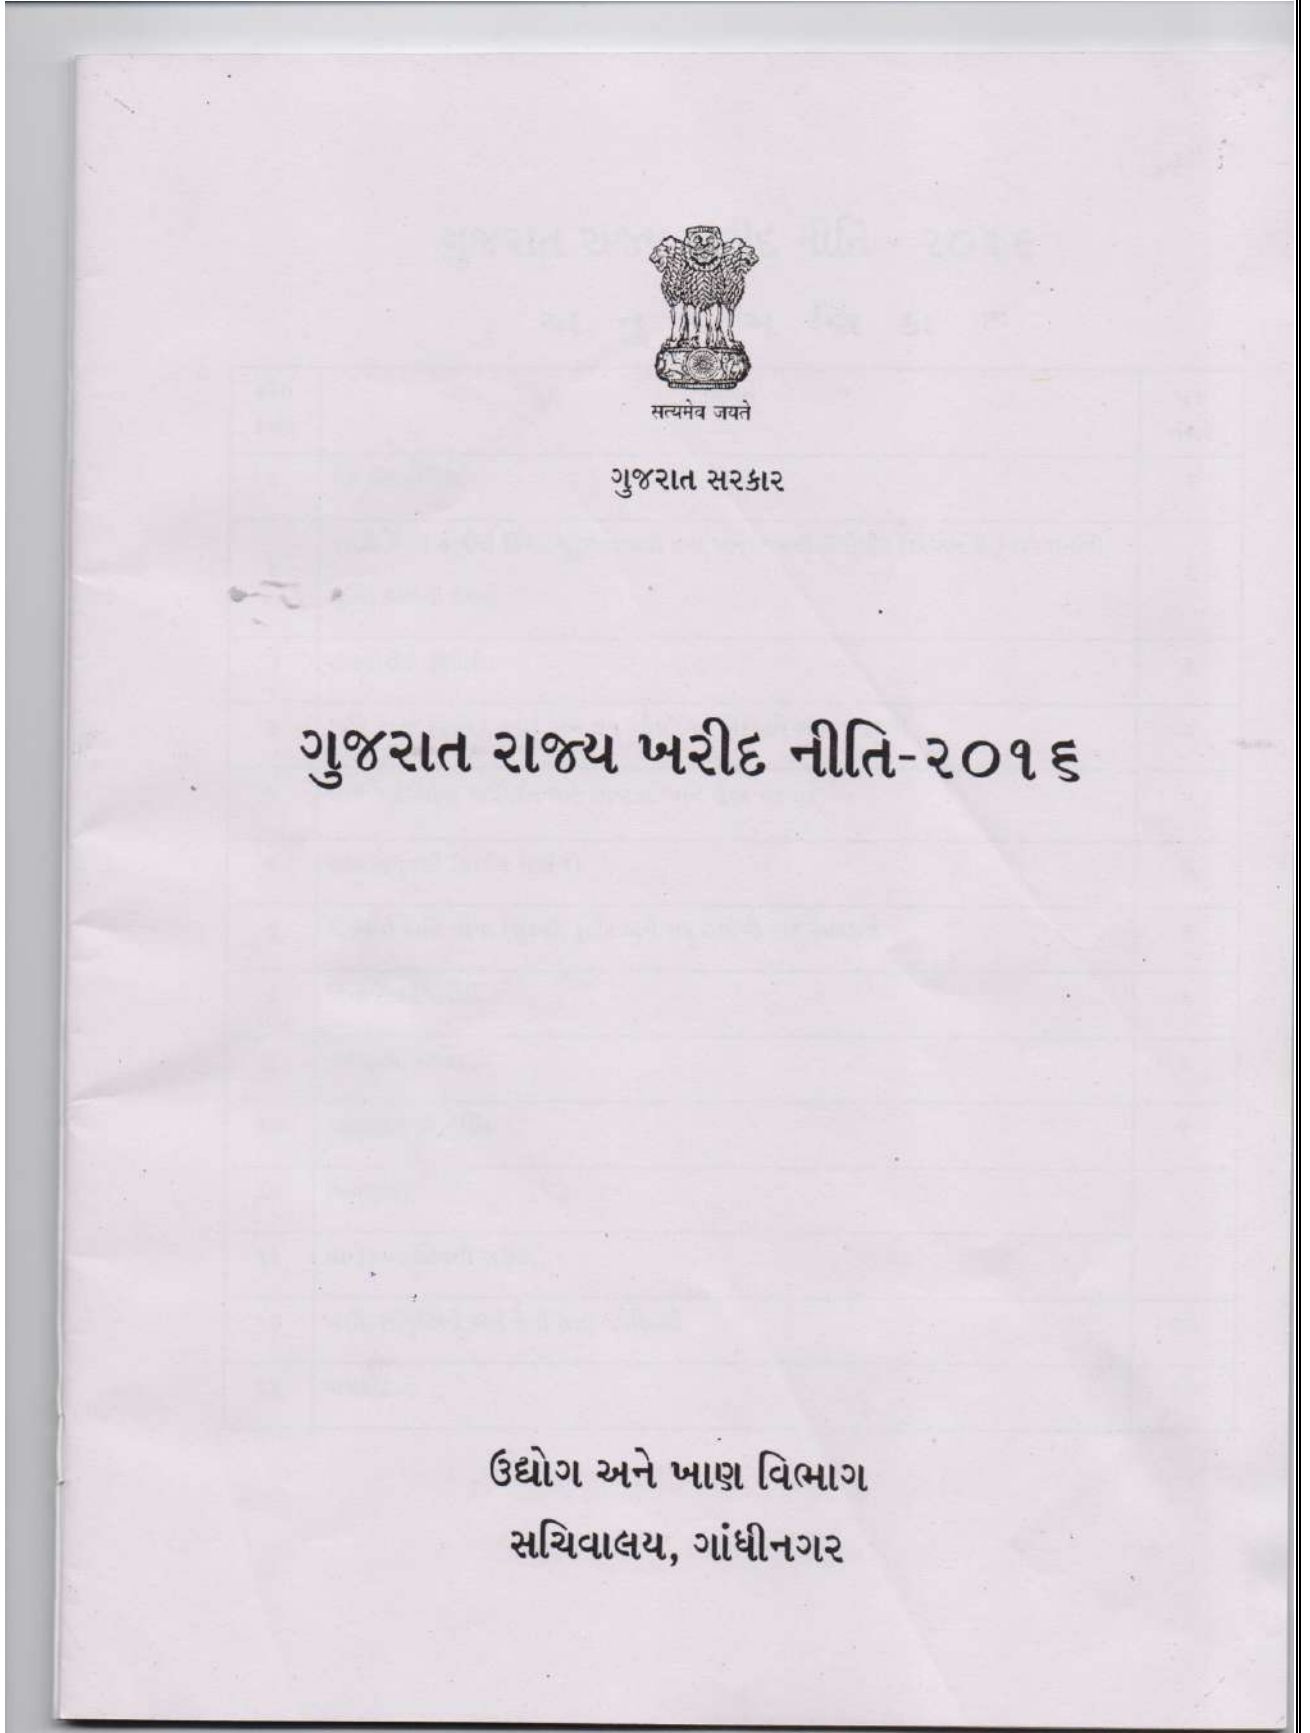 सत्यमेव जयते
ગુજરાત સરકાર
ગુજરાત રાજ્ય ખરીદ નીતિ-૨૦૧૬
ઉદ્યોગ અને ખાણ વિભાગ
સચિવાલય, ગાંધીનગર